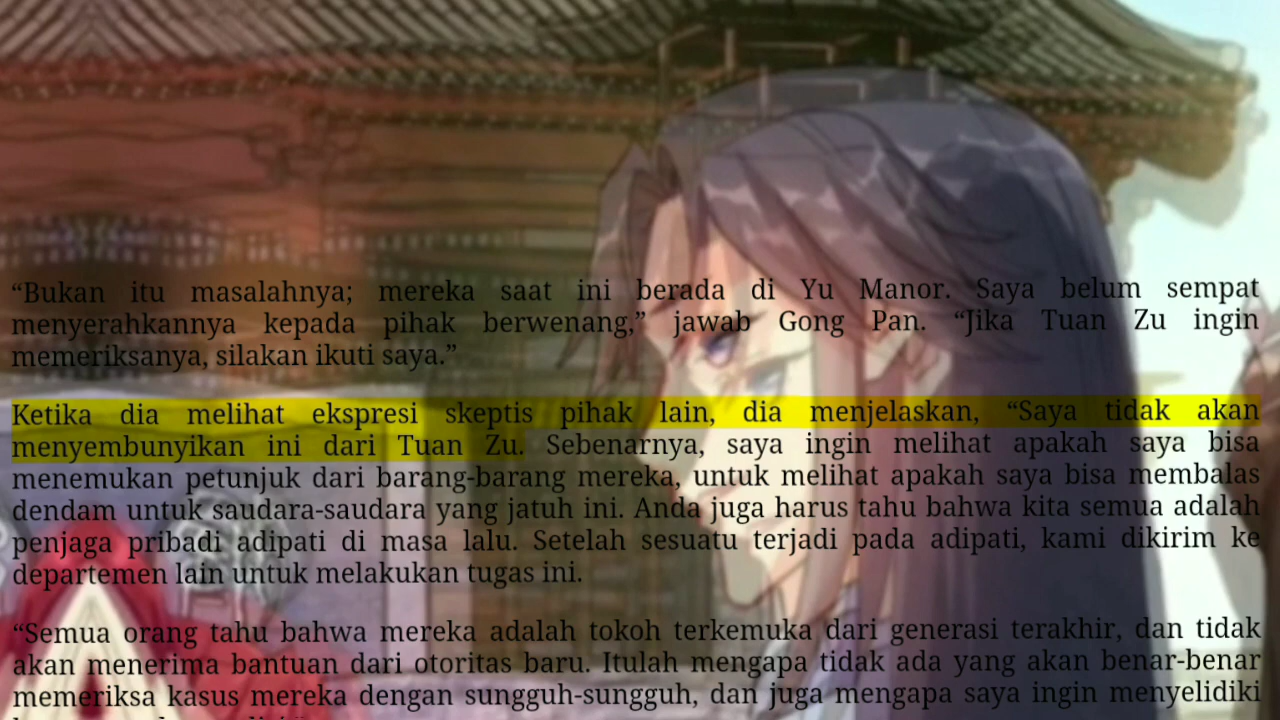 “Bukan itu masalahnya; mereka saat ini berada di Yu Manor. Saya belum sempat
menyerahkannya kepada pihak berwenang,” jawab Gong Pan. “Jika Tuan Zu ingin
memeriksanya, silakan ikuti saya.”
Ketika dia melihat ekspresi skeptis pihak lain, dia menjelaskan, “Saya tidak akan
menyembunyikan ini dari Tuan Zu. Sebenarnya, saya ingin melihat apakah saya bisa
menemukan petunjuk dari barang-barang mereka, untuk melihat apakah saya bisa membalas
dendam untuk saudara-saudara yang jatuh ini. Anda juga harus tahu bahwa kita semua adalah
penjaga pribadi adipati di masa lalu. Setelah sesuatu terjadi pada adipati, kami dikirim ke
departemen lain untuk melakukan tugas ini.
“Semua orang tahu bahwa mereka adalah tokoh terkemuka dari generasi terakhir, dan tidak
akan menerima bantuan dari otoritas baru. Itulah mengapa tidak ada yang akan benar-benar
memeriksa kasus mereka dengan sungguh-sungguh, dan juga mengapa saya ingin menyelidiki